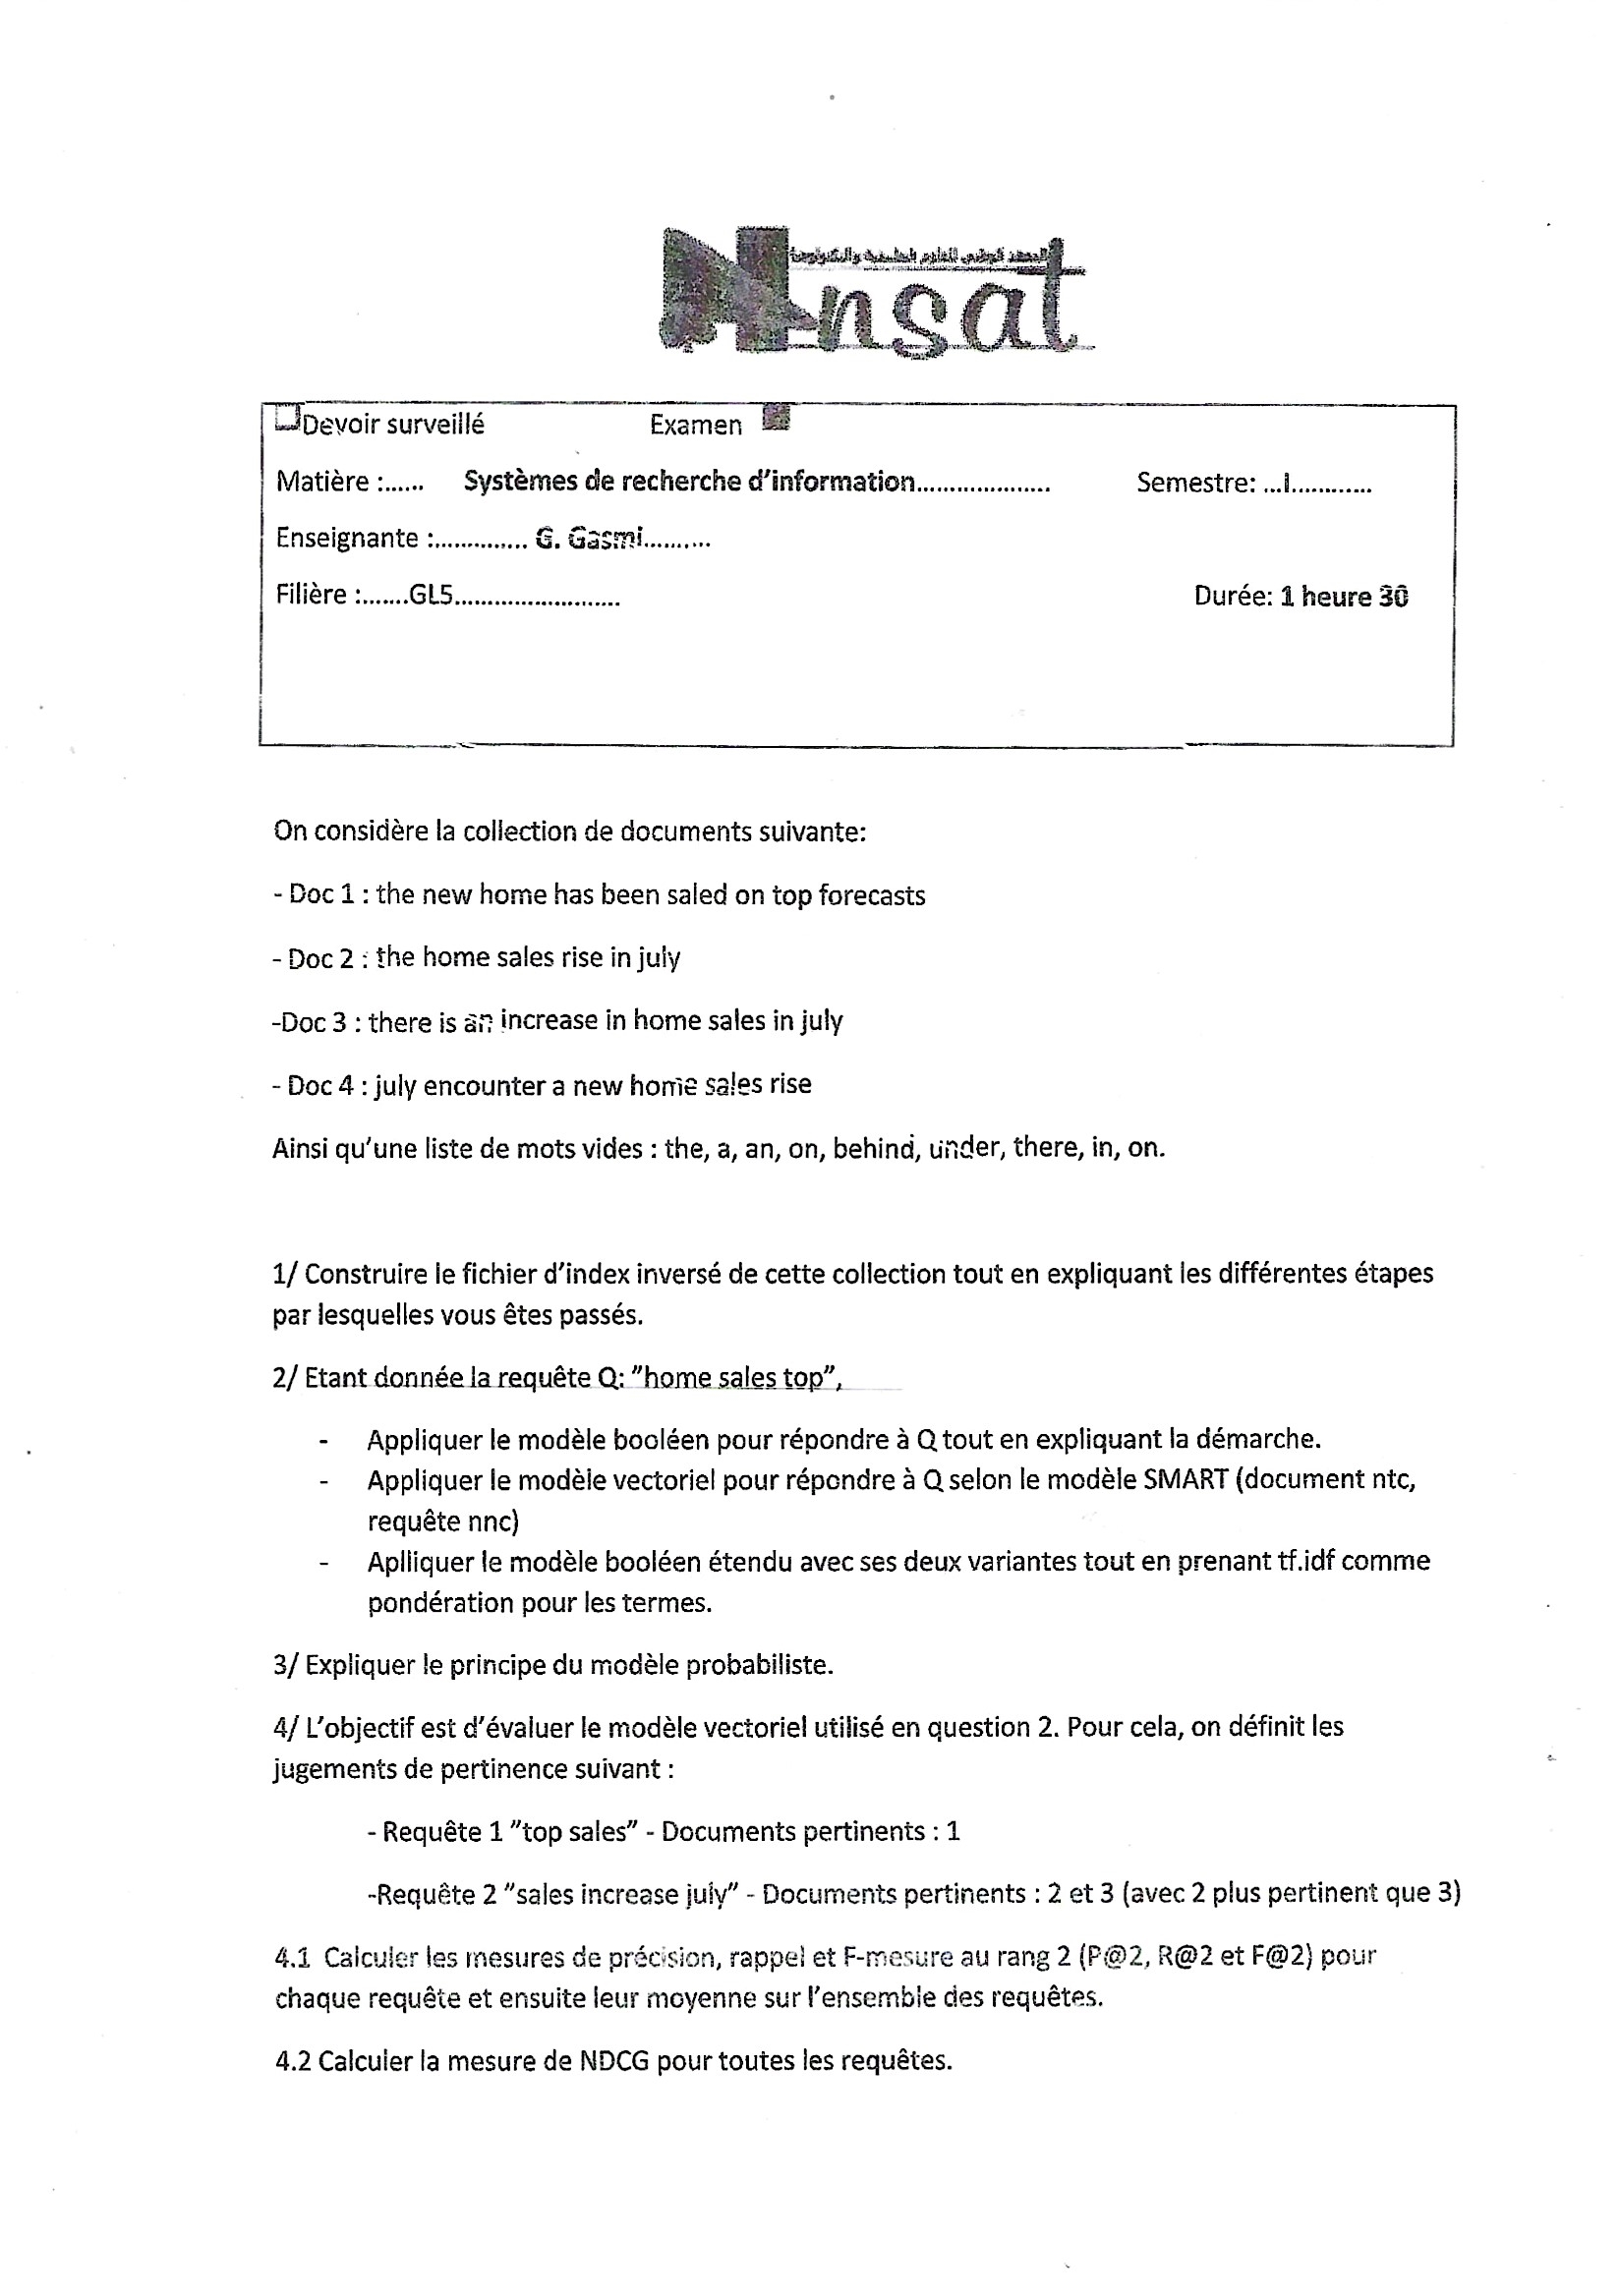 المعهد الوطني للعلوم التطبيقية والتكنولوجيا
nsat
Devoir surveillé Examen
Matière :...... Systèmes de recherche d'information.................... Semestre: ...I............
Enseignante :.............. G. Gasmi..........
Filière :.......GL5......................... Durée: 1 heure 30
On considère la collection de documents suivante:
- Doc 1 : the new home has been saled on top forecasts
- Doc 2 : the home sales rise in july
-Doc 3 : there is an increase in home sales in july
- Doc 4 : july encounter a new home sales rise
Ainsi qu'une liste de mots vides : the, a, an, on, behind, under, there, in, on.
1/ Construire le fichier d'index inversé de cette collection tout en expliquant les différentes étapes
par lesquelles vous êtes passés.
2/ Etant donnée la requête Q: "home sales top",
- Appliquer le modèle booléen pour répondre à Q tout en expliquant la démarche.
- Appliquer le modèle vectoriel pour répondre à Q selon le modèle SMART (document ntc,
requête nnc)
- Aplliquer le modèle booléen étendu avec ses deux variantes tout en prenant tf.idf comme
pondération pour les termes.
3/ Expliquer le principe du modèle probabiliste.
4/ L'objectif est d'évaluer le modèle vectoriel utilisé en question 2. Pour cela, on définit les
jugements de pertinence suivant :
- Requête 1 "top sales" - Documents pertinents : 1
-Requête 2 "sales increase july" - Documents pertinents : 2 et 3 (avec 2 plus pertinent que 3)
4.1 Calculer les mesures de précision, rappel et F-mesure au rang 2 (P@2, R@2 et F@2) pour
chaque requête et ensuite leur moyenne sur l'ensemble des requêtes.
4.2 Calculer la mesure de NDCG pour toutes les requêtes.